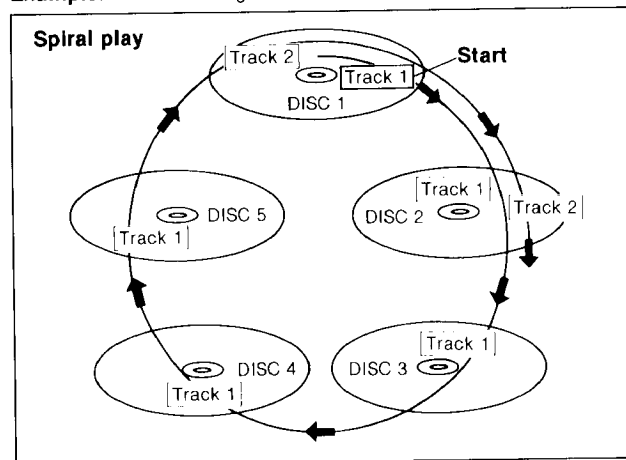 Example:
Spiral play
Track 2
Start
Track 1
DISC 1
Track 1
DISC 5
DISC 2
Track 2
Track 1
Track 1
DISC 4
DISC 3
Track 1